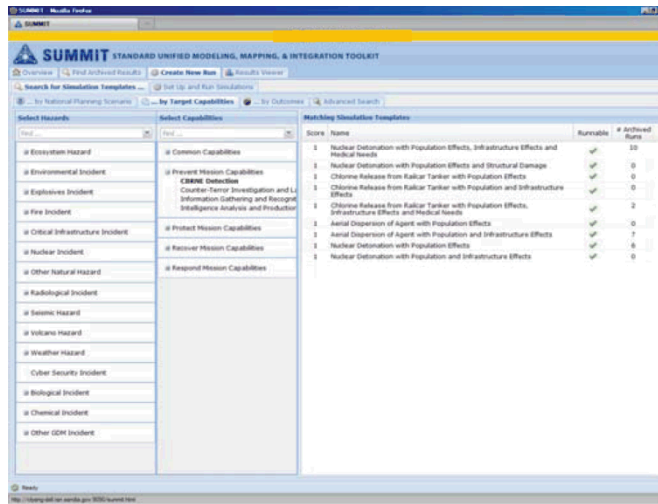 SUMMIT - Mozilla Firefox
SUMMIT
SUMMIT STANDARD UNIFIED MODELING, MAPPING, & INTEGRATION TOOLKIT
Overview Find Archived Results Create New Run Results Viewer
Search for Simulation Templates ... Set Up and Run Simulations
... by National Planning Scenario ... by Target Capabilities ... by Outcomes Advanced Search
Select Hazards
Find ...
Ecosystem Hazard
Environmental Incident
Explosives Incident
Fire Incident
Critical Infrastructure Incident
Nuclear Incident
Other Natural Hazard
Radiological Incident
Seismic Hazard
Volcano Hazard
Weather Hazard
Cyber Security Incident
Biological Incident
Chemical Incident
Other GDM Incident
Select Capabilities
Find ...
Common Capabilities
Prevent Mission Capabilities
CBRNE Detection
Counter-Terror Investigation and La
Information Gathering and Recognit
Intelligence Analysis and Production
Protect Mission Capabilities
Recover Mission Capabilities
Respond Mission Capabilities
Matching Simulation Templates
Score Name Runnable # Archived
Runs
1 Nuclear Detonation with Population Effects, Infrastructure Effects and 10
Medical Needs
1 Nuclear Detonation with Population Effects and Structural Damage 0
1 Chlorine Release from Railcar Tanker with Population Effects 0
1 Chlorine Release from Railcar Tanker with Population and Infrastructure 0
Effects
1 Chlorine Release from Railcar Tanker with Population Effects, 2
Infrastructure Effects and Medical Needs
1 Aerial Dispersion of Agent with Population Effects 0
1 Aerial Dispersion of Agent with Population and Infrastructure Effects 7
1 Nuclear Detonation with Population Effects 6
1 Nuclear Detonation with Population and Infrastructure Effects 0
Ready